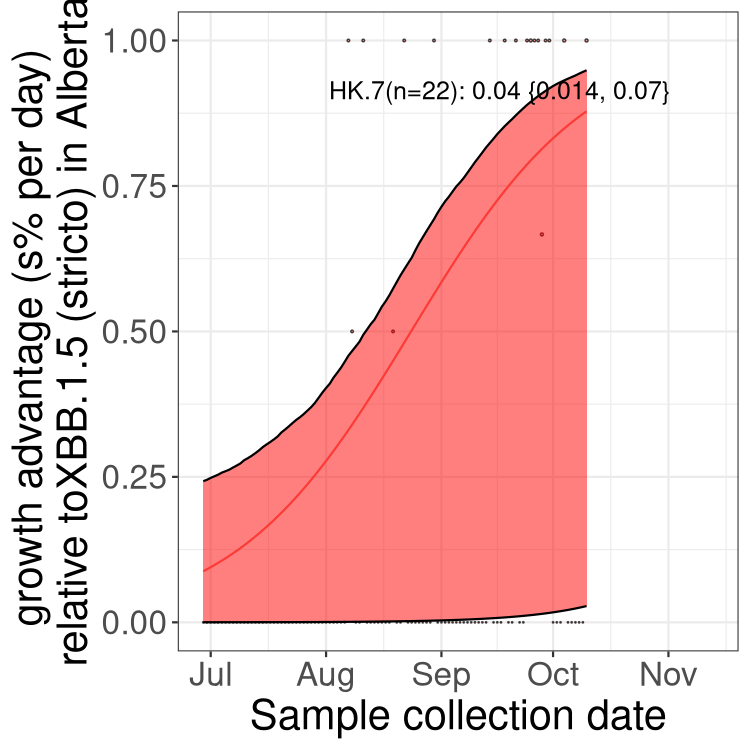 growth advantage (s% per day)
relative toXBB.1.5 (stricto) in Alberta
1.00
0.75
0.50
0.25
0.00
HK.7(n=22): 0.04 {0.014, 0.07}
Jul Aug Sep Oct Nov
Sample collection date